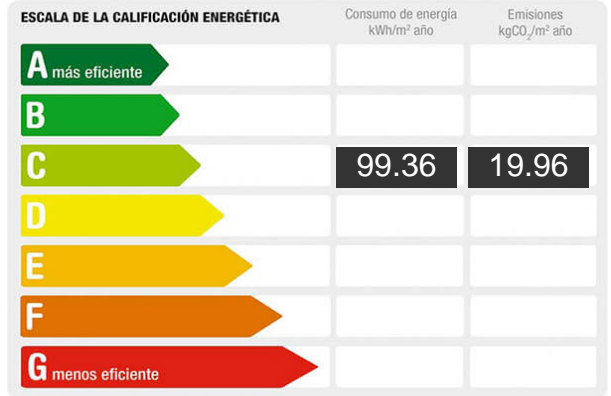 ESCALA DE LA CALIFICACIÓN ENERGÉTICA
Consumo de energía
kWh/m² año
Emisiones
kgCO₂/m² año
A más eficiente
B
C 99.36 19.96
D
E
F
G menos eficiente